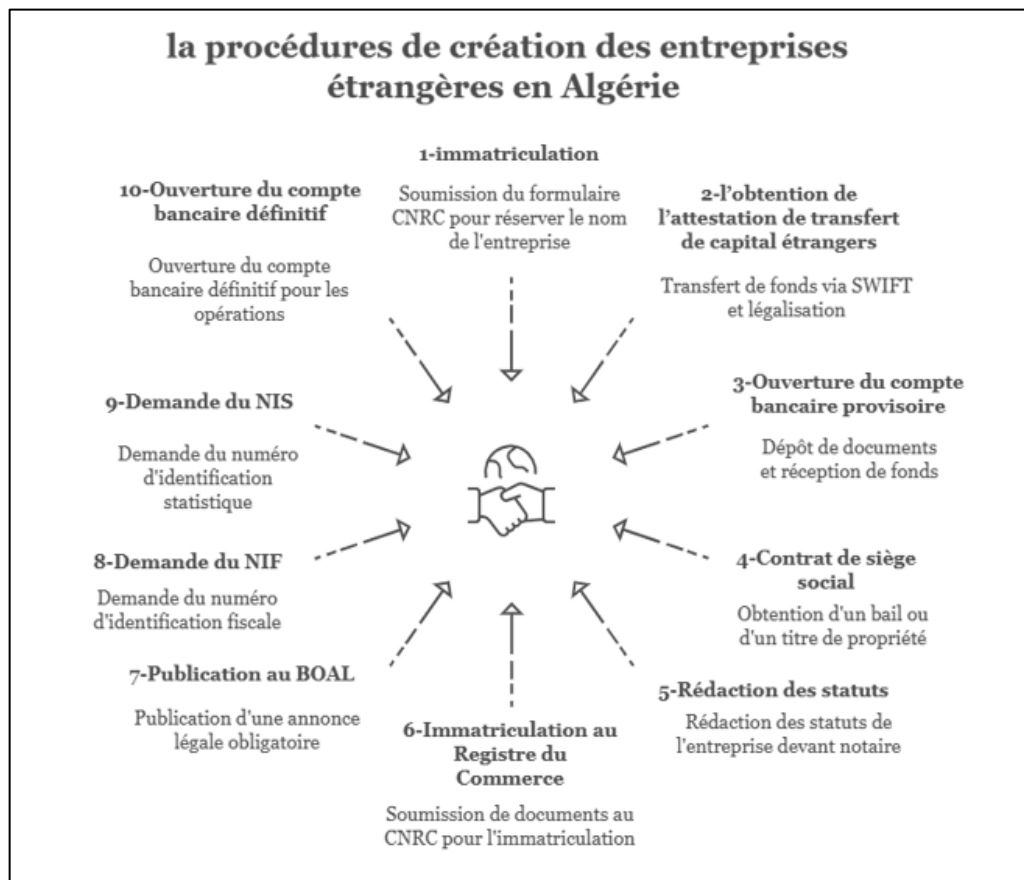 la procédures de création des entreprises
étrangères en Algérie
1-immatriculation
Soumission du formulaire
CNRC pour réserver le nom
de l'entreprise
2-l’obtention de
l’attestation de transfert
de capital étrangers
Transfert de fonds via SWIFT
et légalisation
3-Ouverture du compte
bancaire provisoire
Dépôt de documents
et réception de fonds
4-Contrat de siège
social
Obtention d'un bail ou
d'un titre de propriété
5-Rédaction des statuts
Rédaction des statuts de
l'entreprise devant notaire
6-Immatriculation au
Registre du
Commerce
Soumission de documents au
CNRC pour l'immatriculation
7-Publication au BOAL
Publication d'une annonce
légale obligatoire
8-Demande du NIF
Demande du numéro
d'identification fiscale
9-Demande du NIS
Demande du numéro
d'identification
statistique
10-Ouverture du compte
bancaire définitif
Ouverture du compte
bancaire définitif pour les
opérations